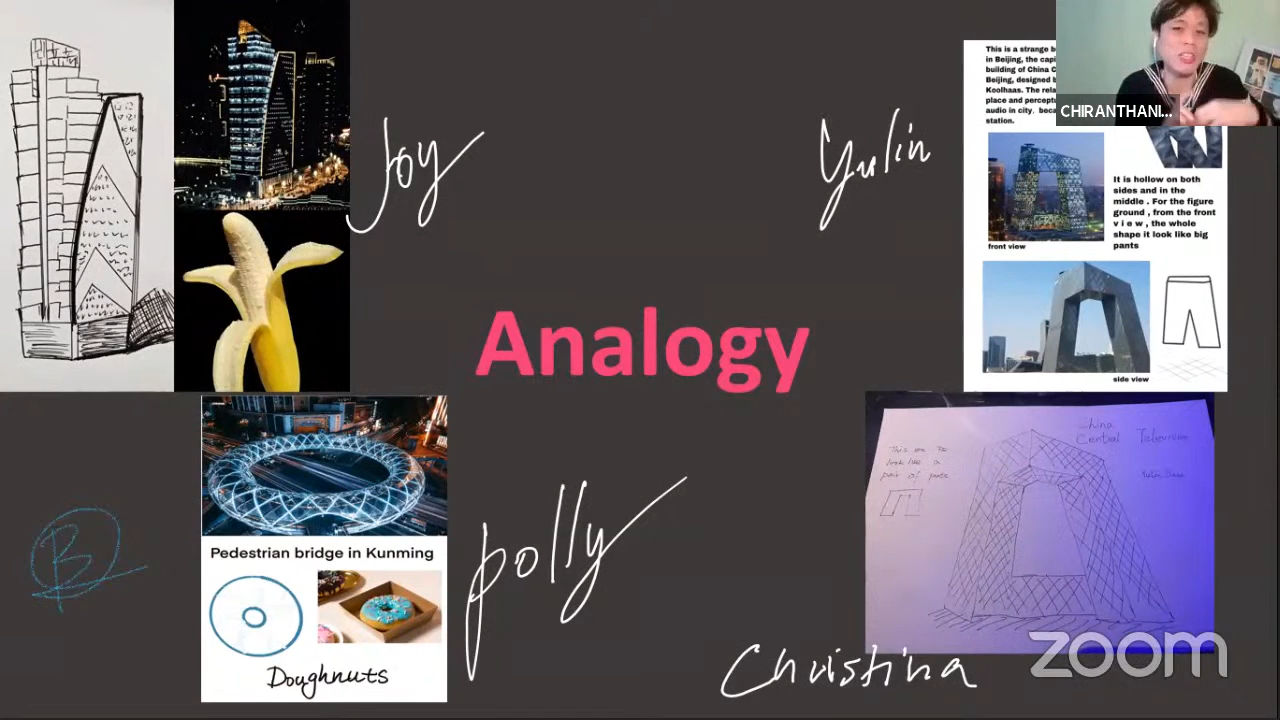 CHIRANTHANI...
This is a strange b
in Beijing, the capi
building of China C
Beijing, designed b
Koolhaas. The rela
place and perceptu
audio in city, beca
station.
Joy
Yulin
It is hollow on both
sides and in the
middle . For the figure
ground , from the front
v i e w , the whole
shape it look like big
pants
front view
Analogy
side view
China
Central Television
This one is
look like a
pair of pants
B
Pedestrian bridge in Kunming
Doughnuts
polly
Christina
zoom